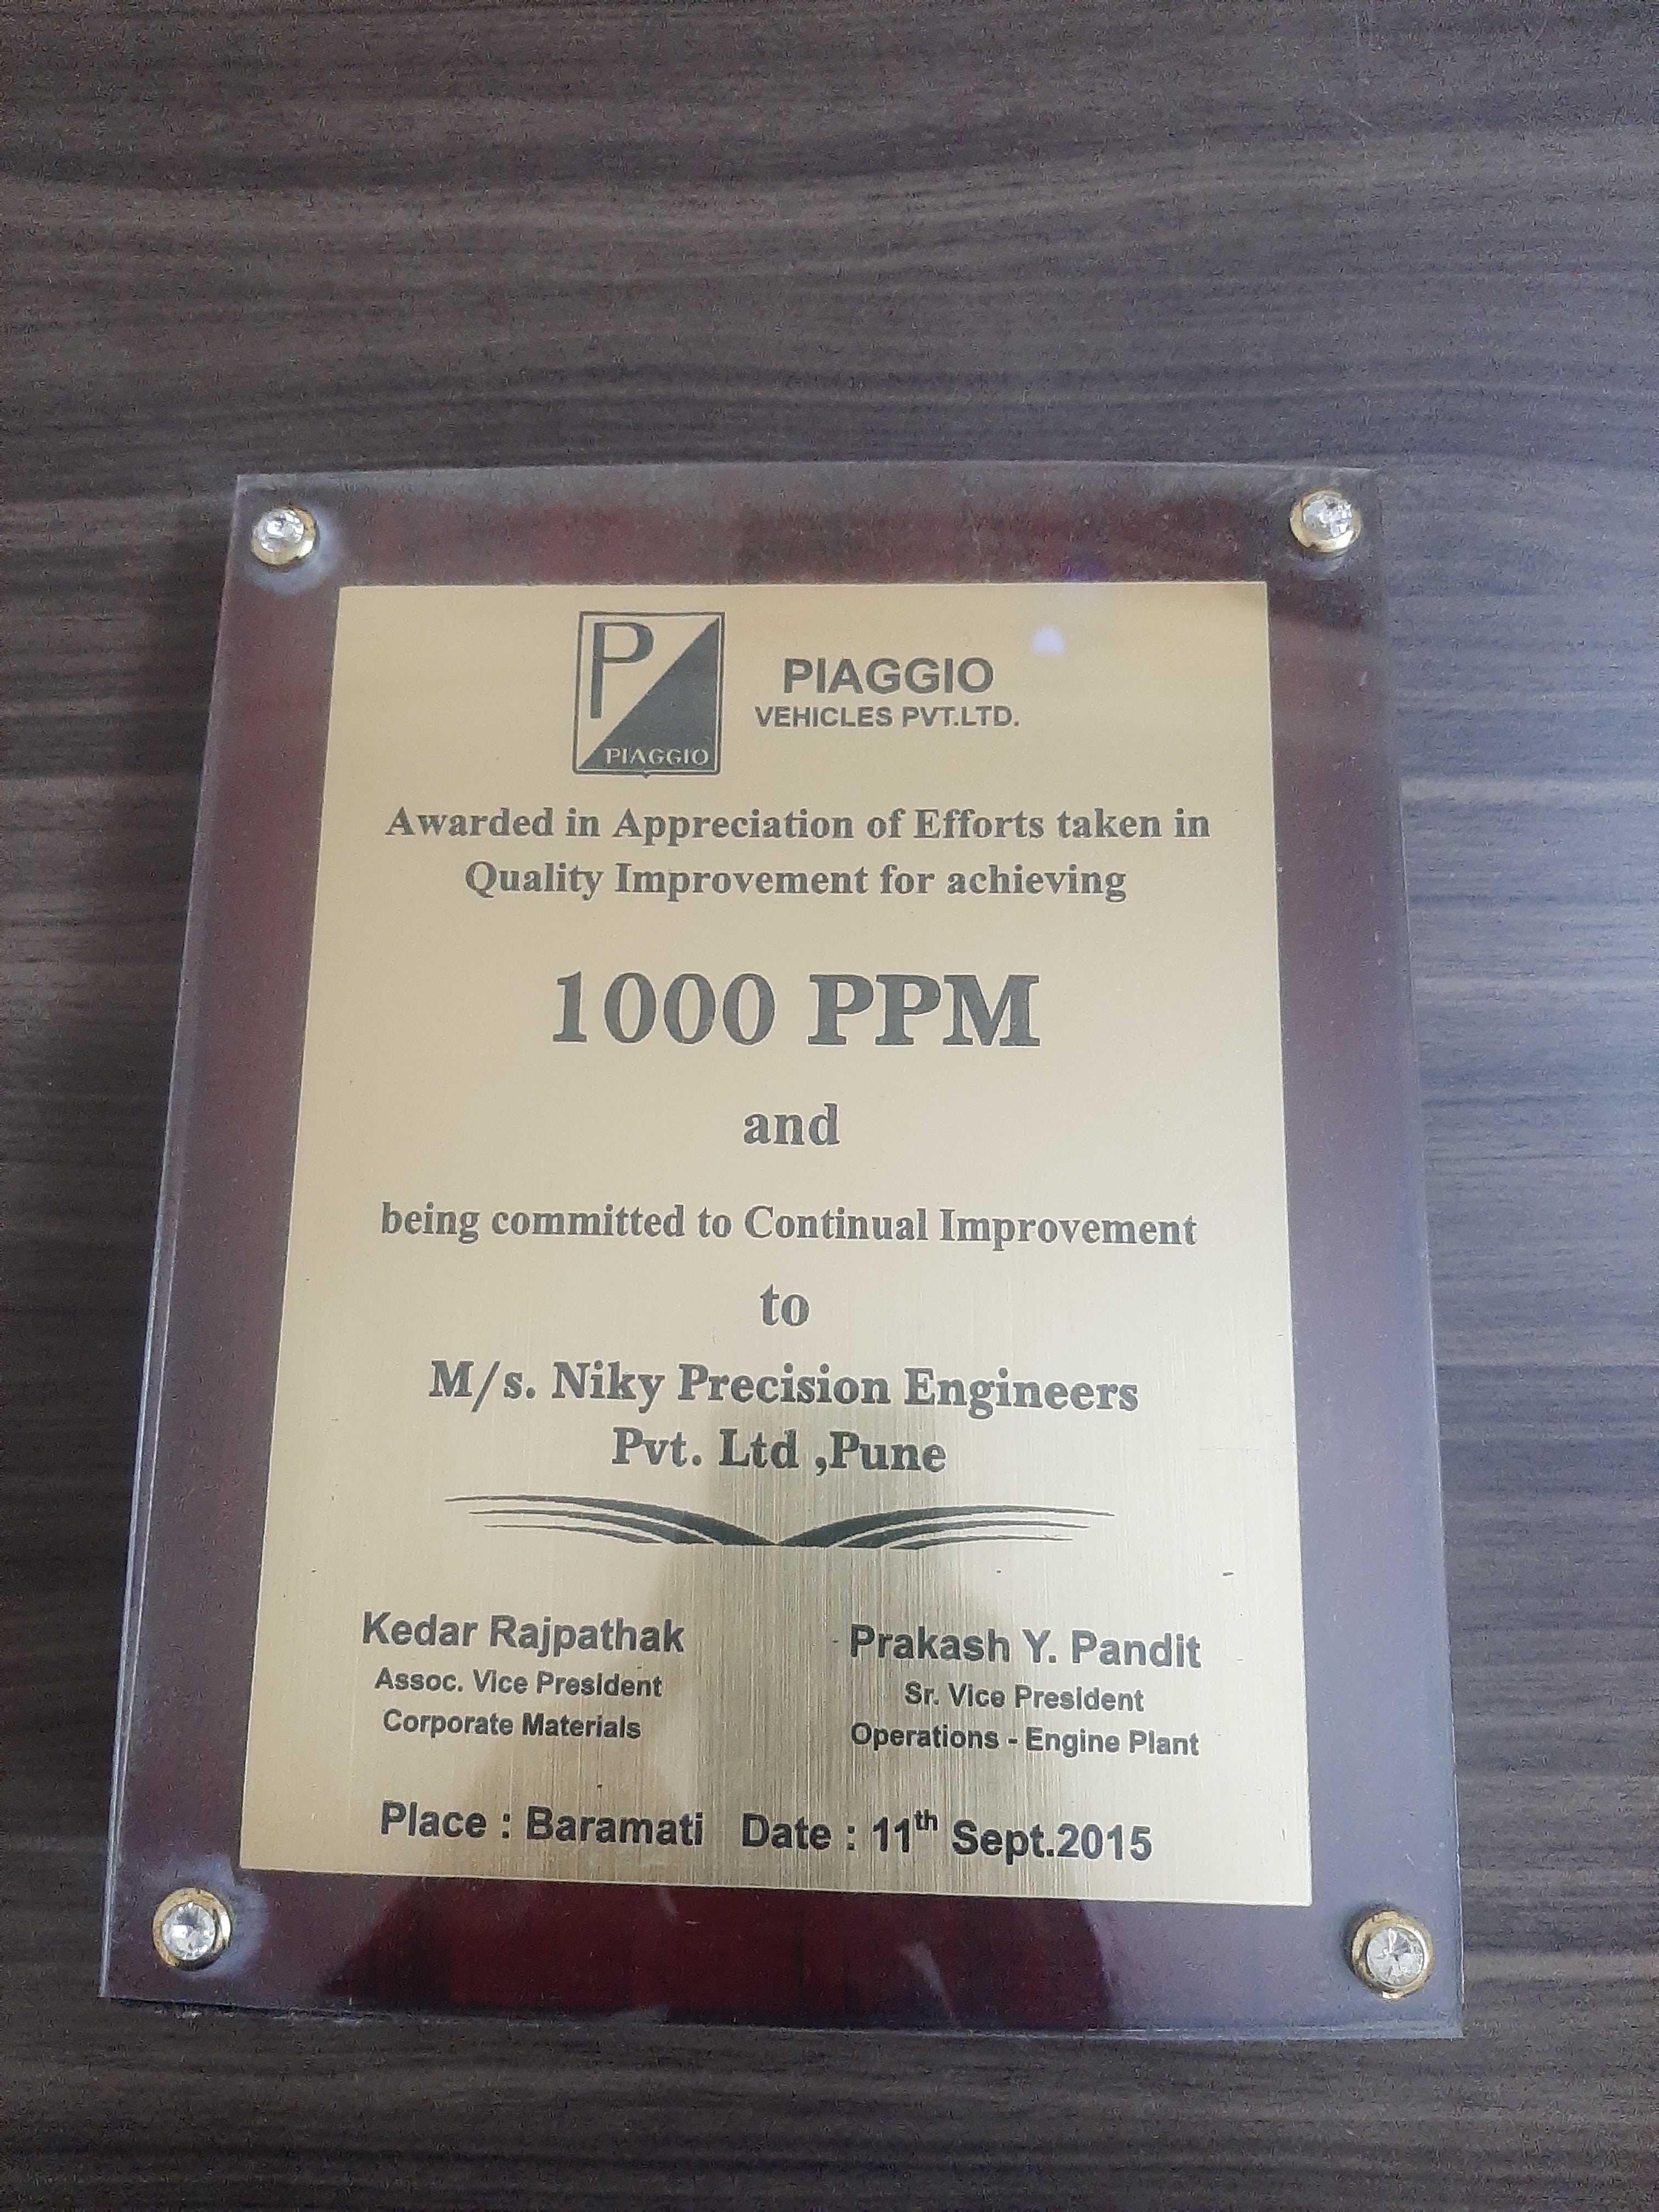 P
PIAGGIO
PIAGGIO
VEHICLES PVT.LTD.
Awarded in Appreciation of Efforts taken in
Quality Improvement for achieving
1000 PPM
and
being committed to Continual Improvement
to
M/s. Niky Precision Engineers
Pvt. Ltd ,Pune
Kedar Rajpathak
Assoc. Vice President
Corporate Materials
Prakash Y. Pandit
Sr. Vice President
Operations - Engine Plant
Place : Baramati Date : 11th Sept.2015